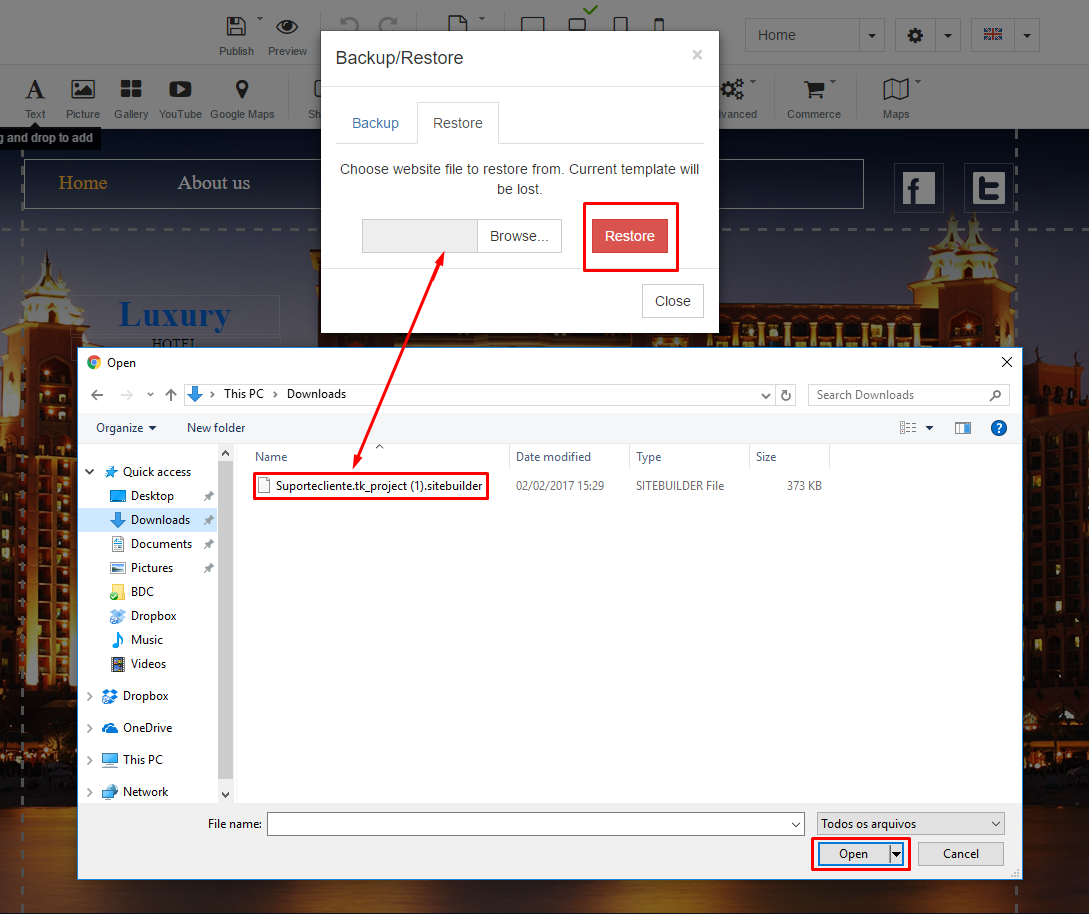 Publish
Preview
Home
Backup/Restore
×
Text
Picture
Gallery
YouTube
Google Maps
Sh
vanced
Commerce
Maps
g and drop to add
Backup
Restore
Choose website file to restore from. Current template will
be lost.
Browse...
Restore
Close
Home
About us
Luxury
HOTEL
Open
This PC
Downloads
Search Downloads
Organize
New folder
Name
Date modified
Type
Size
Suportecliente.tk_project (1).sitebuilder
02/02/2017 15:29
SITEBUILDER File
373 KB
Quick access
Desktop
Downloads
Documents
Pictures
BDC
Dropbox
Music
Videos
Dropbox
OneDrive
This PC
Network
File name:
Todos os arquivos
Open
Cancel